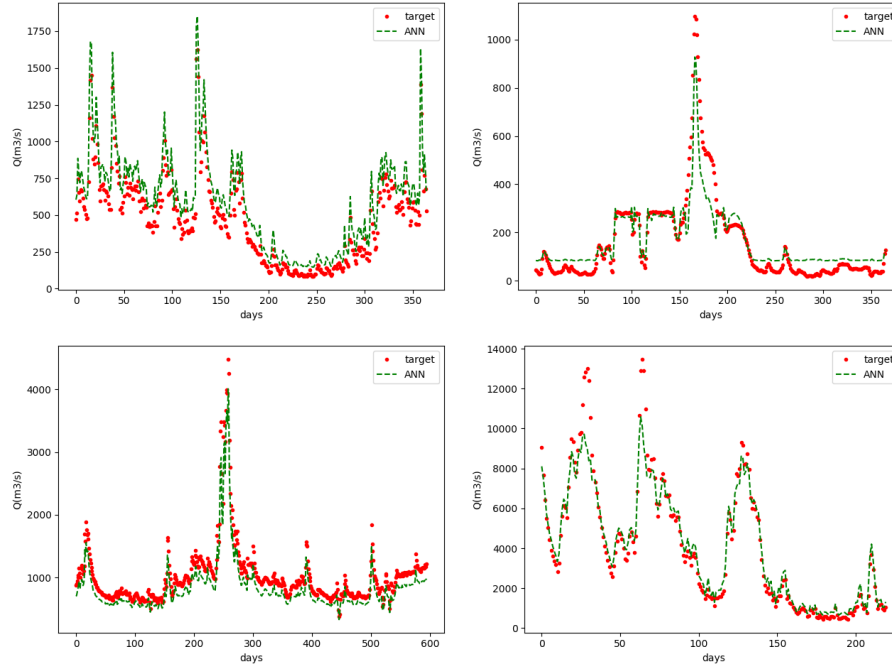 target
ANN
Q(m3/s)
1750
1500
1250
1000
750
500
250
0
0 50 100 150 200 250 300 350
days
target
ANN
Q(m3/s)
1000
800
600
400
200
0
0 50 100 150 200 250 300 350
days
target
ANN
Q(m3/s)
4000
3000
2000
1000
0 100 200 300 400 500 600
days
target
ANN
Q(m3/s)
14000
12000
10000
8000
6000
4000
2000
0
0 50 100 150 200
days